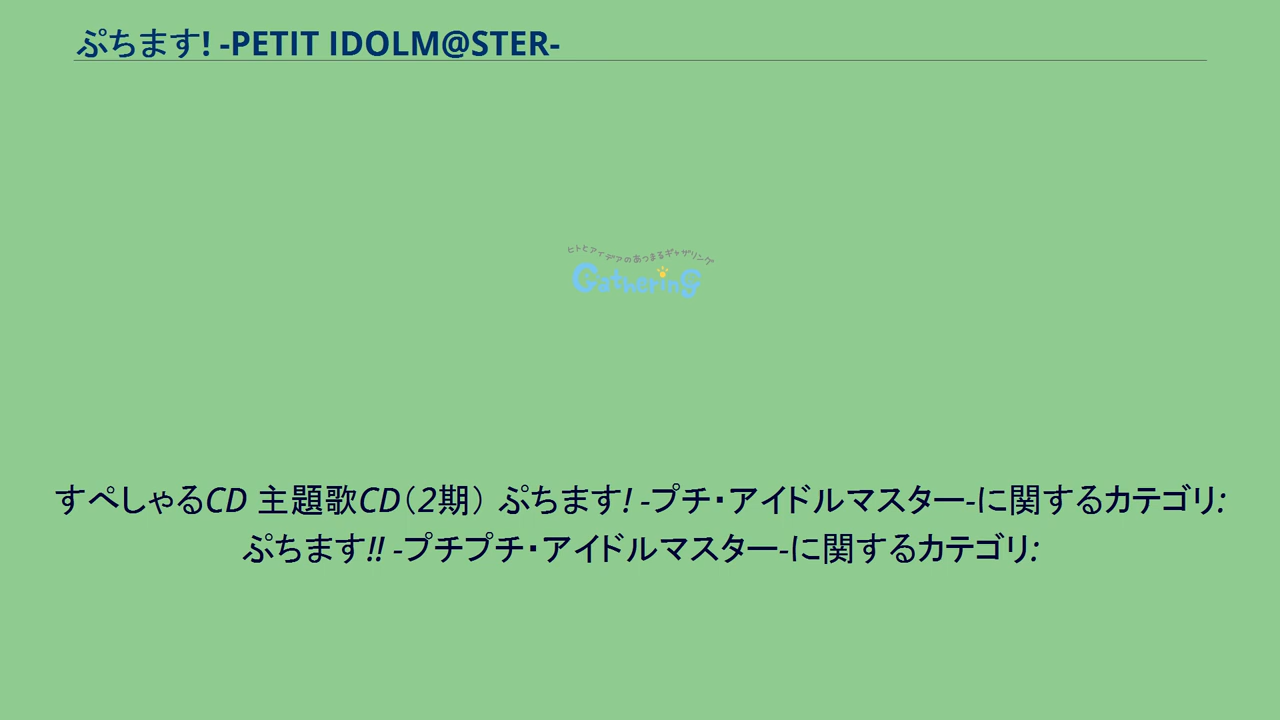 ぷちます! -PETIT IDOLM@STER-
ヒトとアイデアのあつまるギャザリング
GatherinG
すぺしゃるCD 主題歌CD（2期） ぷちます! -プチ・アイドルマスター-に関するカテゴリ:
ぷちます!! -プチプチ・アイドルマスター-に関するカテゴリ: